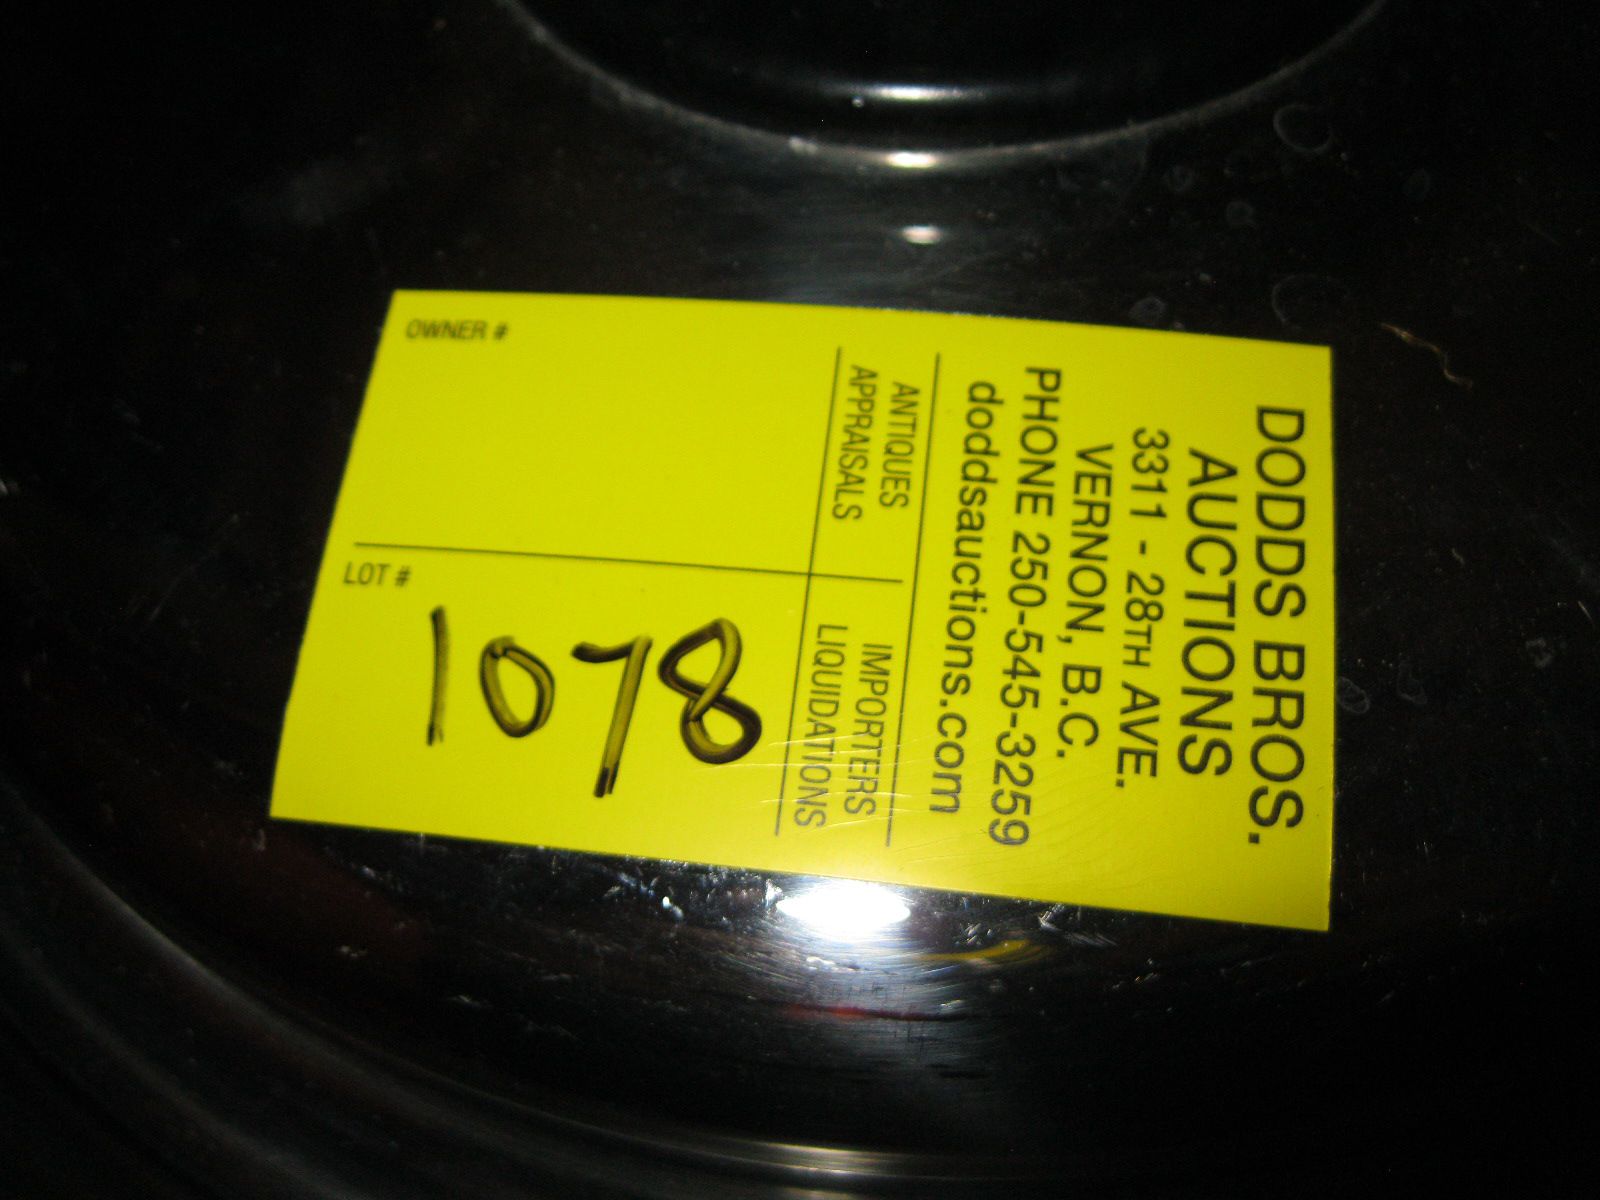 DODDS BROS.
AUCTIONS
3311 - 28TH AVE.
VERNON, B.C.
PHONE 250-545-3259
doddsauctions.com
ANTIQUES
APPRAISALS
IMPORTERS
LIQUIDATIONS
OWNER #
LOT #
1078